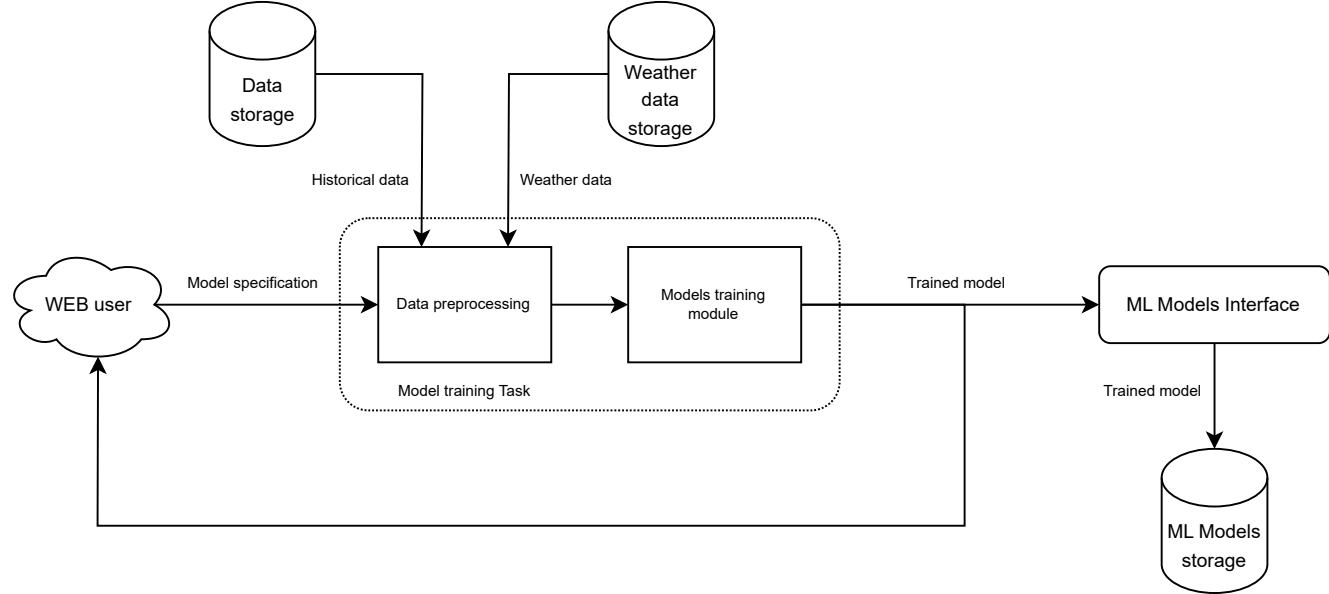 Data
storage
Weather
data
storage
Historical data
Weather data
WEB user
Model specification
Data preprocessing
Models training
module
Trained model
ML Models Interface
Model training Task
Trained model
ML Models
storage